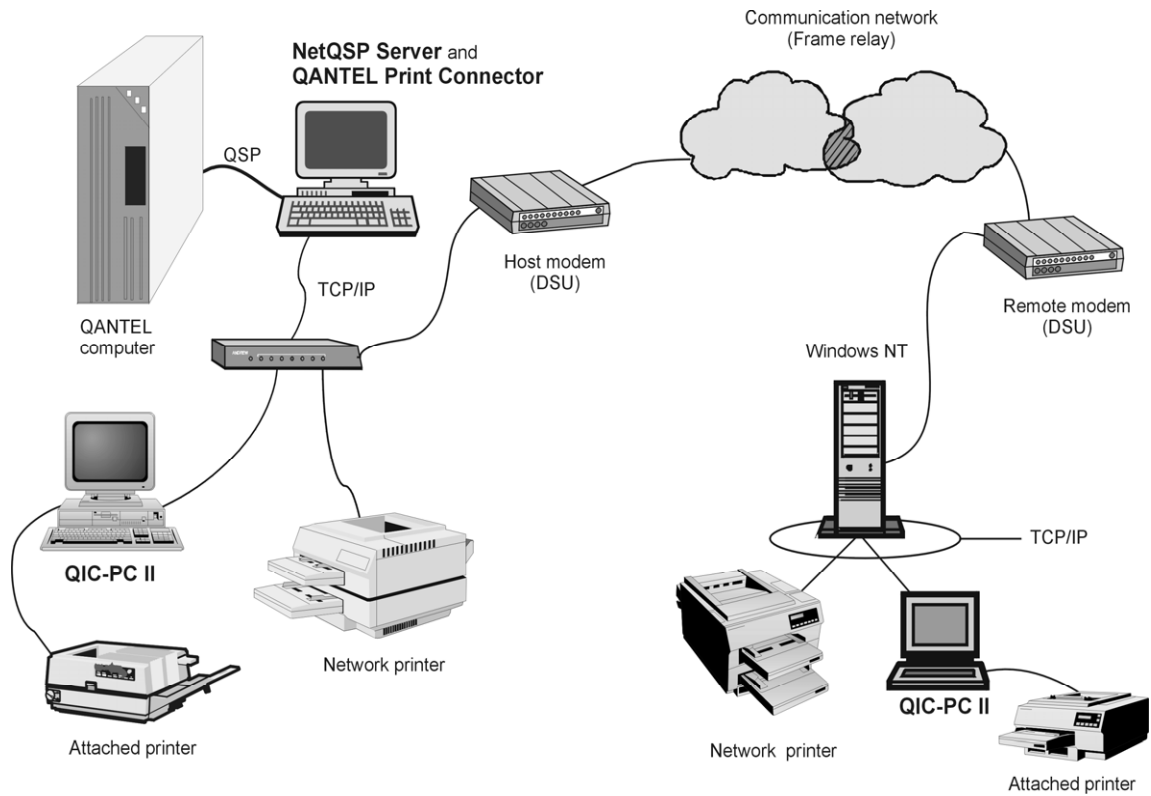 Communication network
(Frame relay)
NetQSP Server and
QANTEL Print Connector
QSP
Host modem
(DSU)
TCP/IP
Remote modem
(DSU)
QANTEL
computer
Windows NT
TCP/IP
QIC-PC II
Network printer
QIC-PC II
Attached printer
Network printer
Attached printer